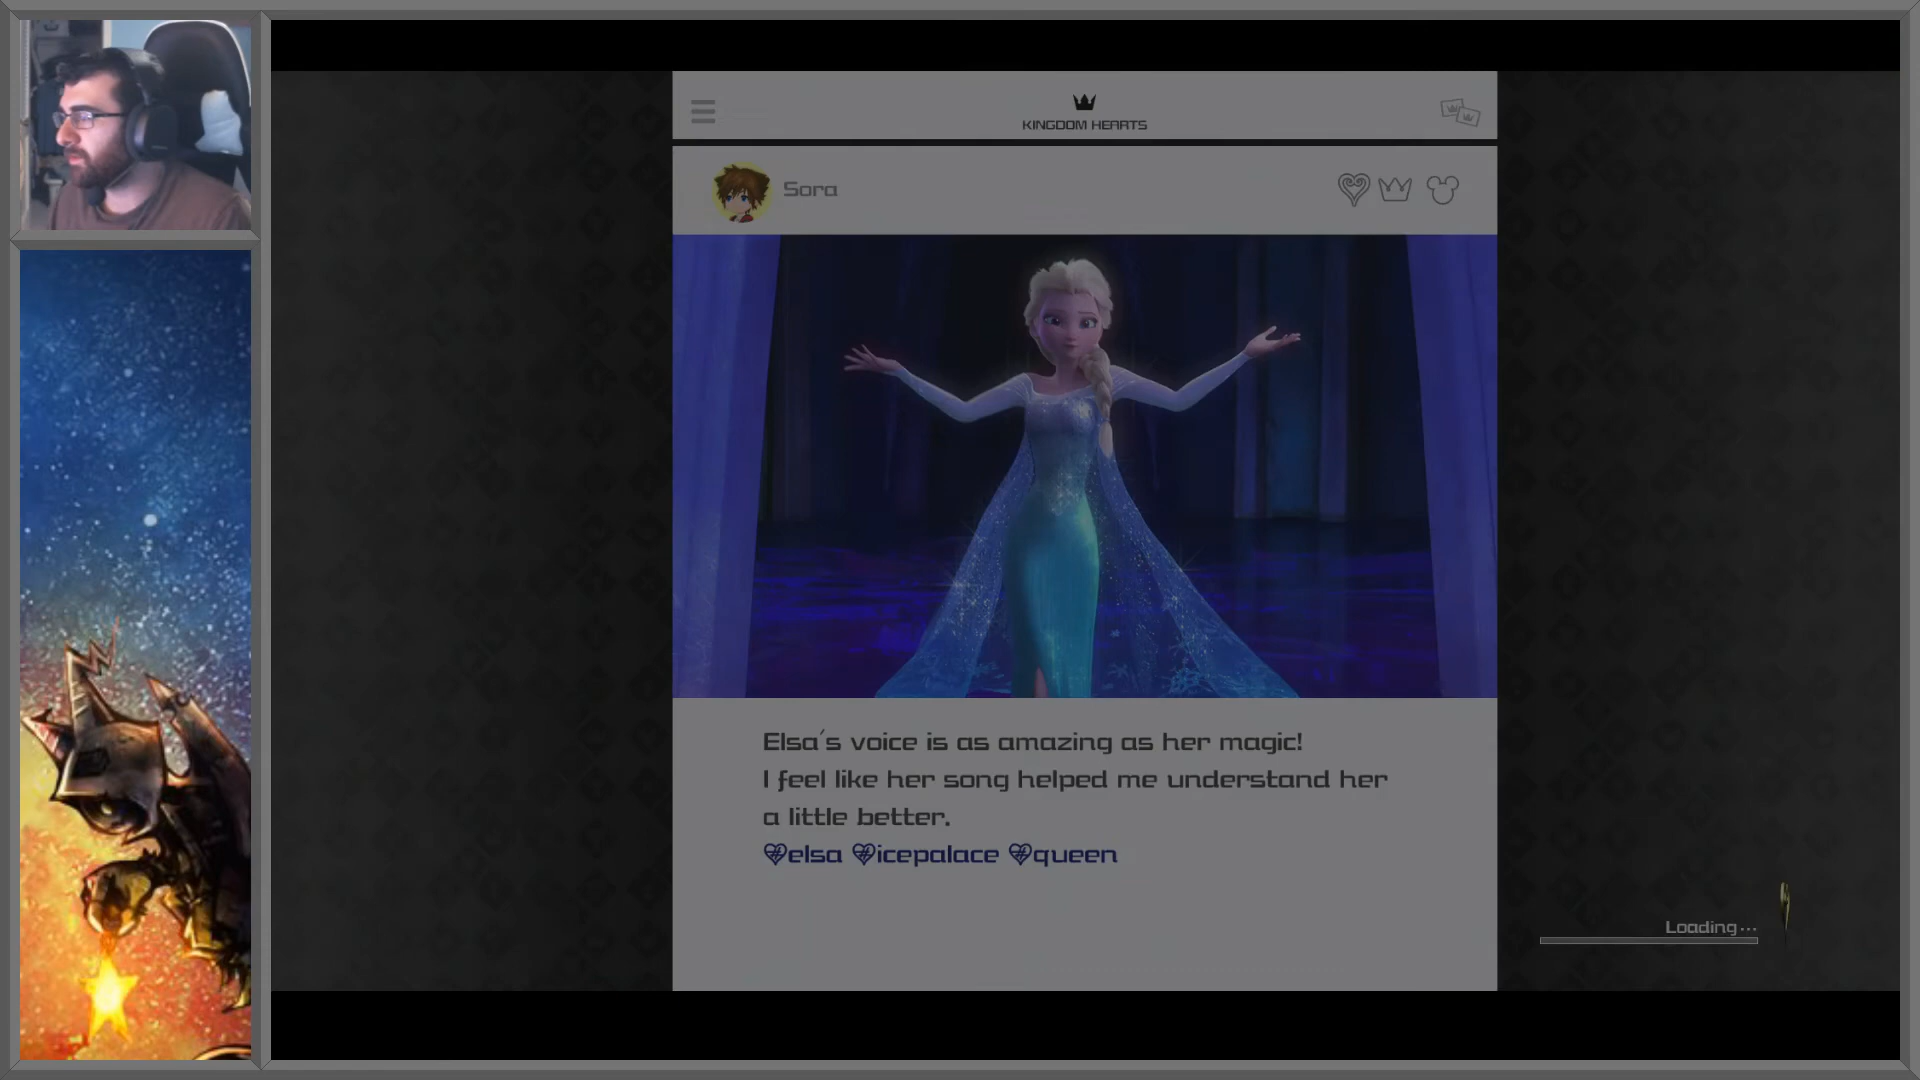 KINGDOM HEARTS
Sora
Elsa's voice is as amazing as her magic!
I feel like her song helped me understand her
a little better.
#elsa #icepalace #queen
Loading...